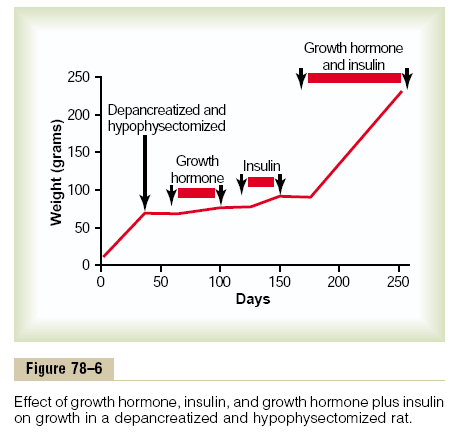 Growth hormone
and insulin
250
200
150
100
50
0
Weight (grams)
Depancreatized and
hypophysectomized
Growth
hormone
Insulin
0 50 100 150 200 250
Days
Figure 78–6
Effect of growth hormone, insulin, and growth hormone plus insulin
on growth in a depancreatized and hypophysectomized rat.